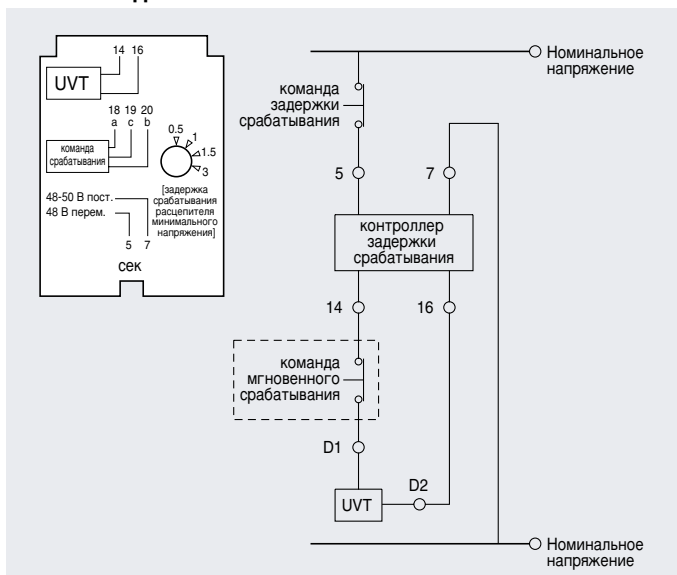 14 16
UVT
18 19 20
a c b
команда
срабатывания
0.5
1
1.5
3
[задержка
срабатывания
расцепителя
минимального
напряжения]
48-50 В пост.
48 В перем.
5 7
сек
Номинальное
напряжение
команда
задержки
срабатывания
5
7
контроллер
задержки
срабатывания
14
16
команда
мгновенного
срабатывания
D1
D2
UVT
Номинальное
напряжение